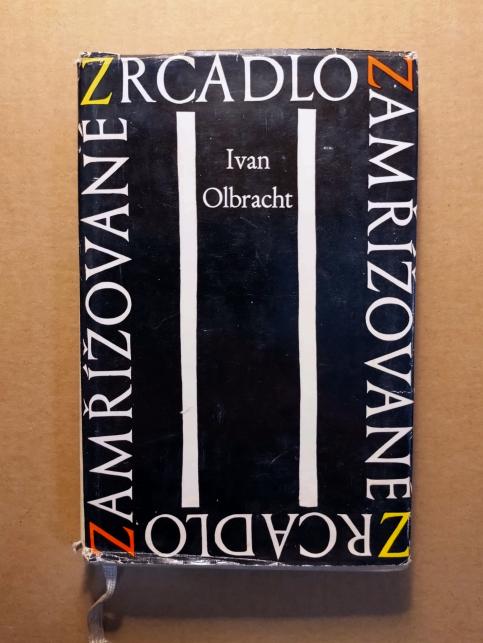 ZRCADLO
ZAMŘÍŽOVANÉ
Ivan
Olbracht
ZRCADLO
ZAMŘÍŽOVANÉ